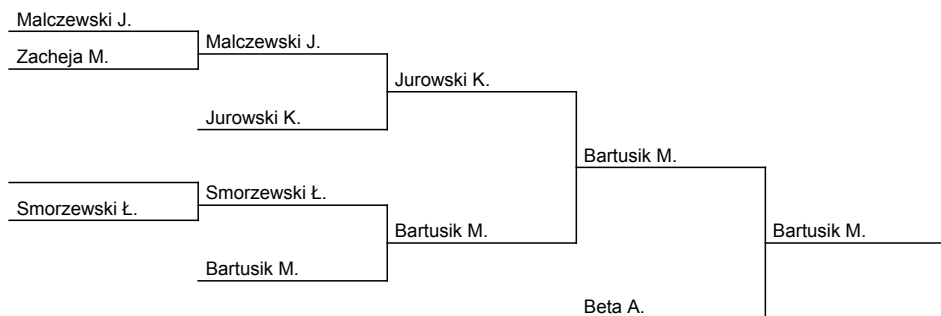 Malczewski J.
Zacheja M.
Malczewski J.
Jurowski K.
Jurowski K.
Bartusik M.
Smorzewski Ł.
Smorzewski Ł.
Bartusik M.
Bartusik M.
Bartusik M.
Beta A.